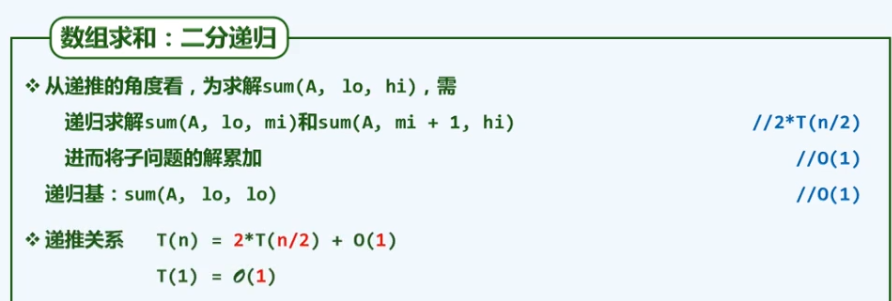 数组求和：二分递归
❖ 从递推的角度看，为求解sum(A, lo, hi)，需
递归求解sum(A, lo, mi)和sum(A, mi + 1, hi) //2*T(n/2)
进而将子问题的解累加 //O(1)
递归基：sum(A, lo, lo) //O(1)
❖ 递推关系 T(n) = 2*T(n/2) + O(1)
T(1) = O(1)